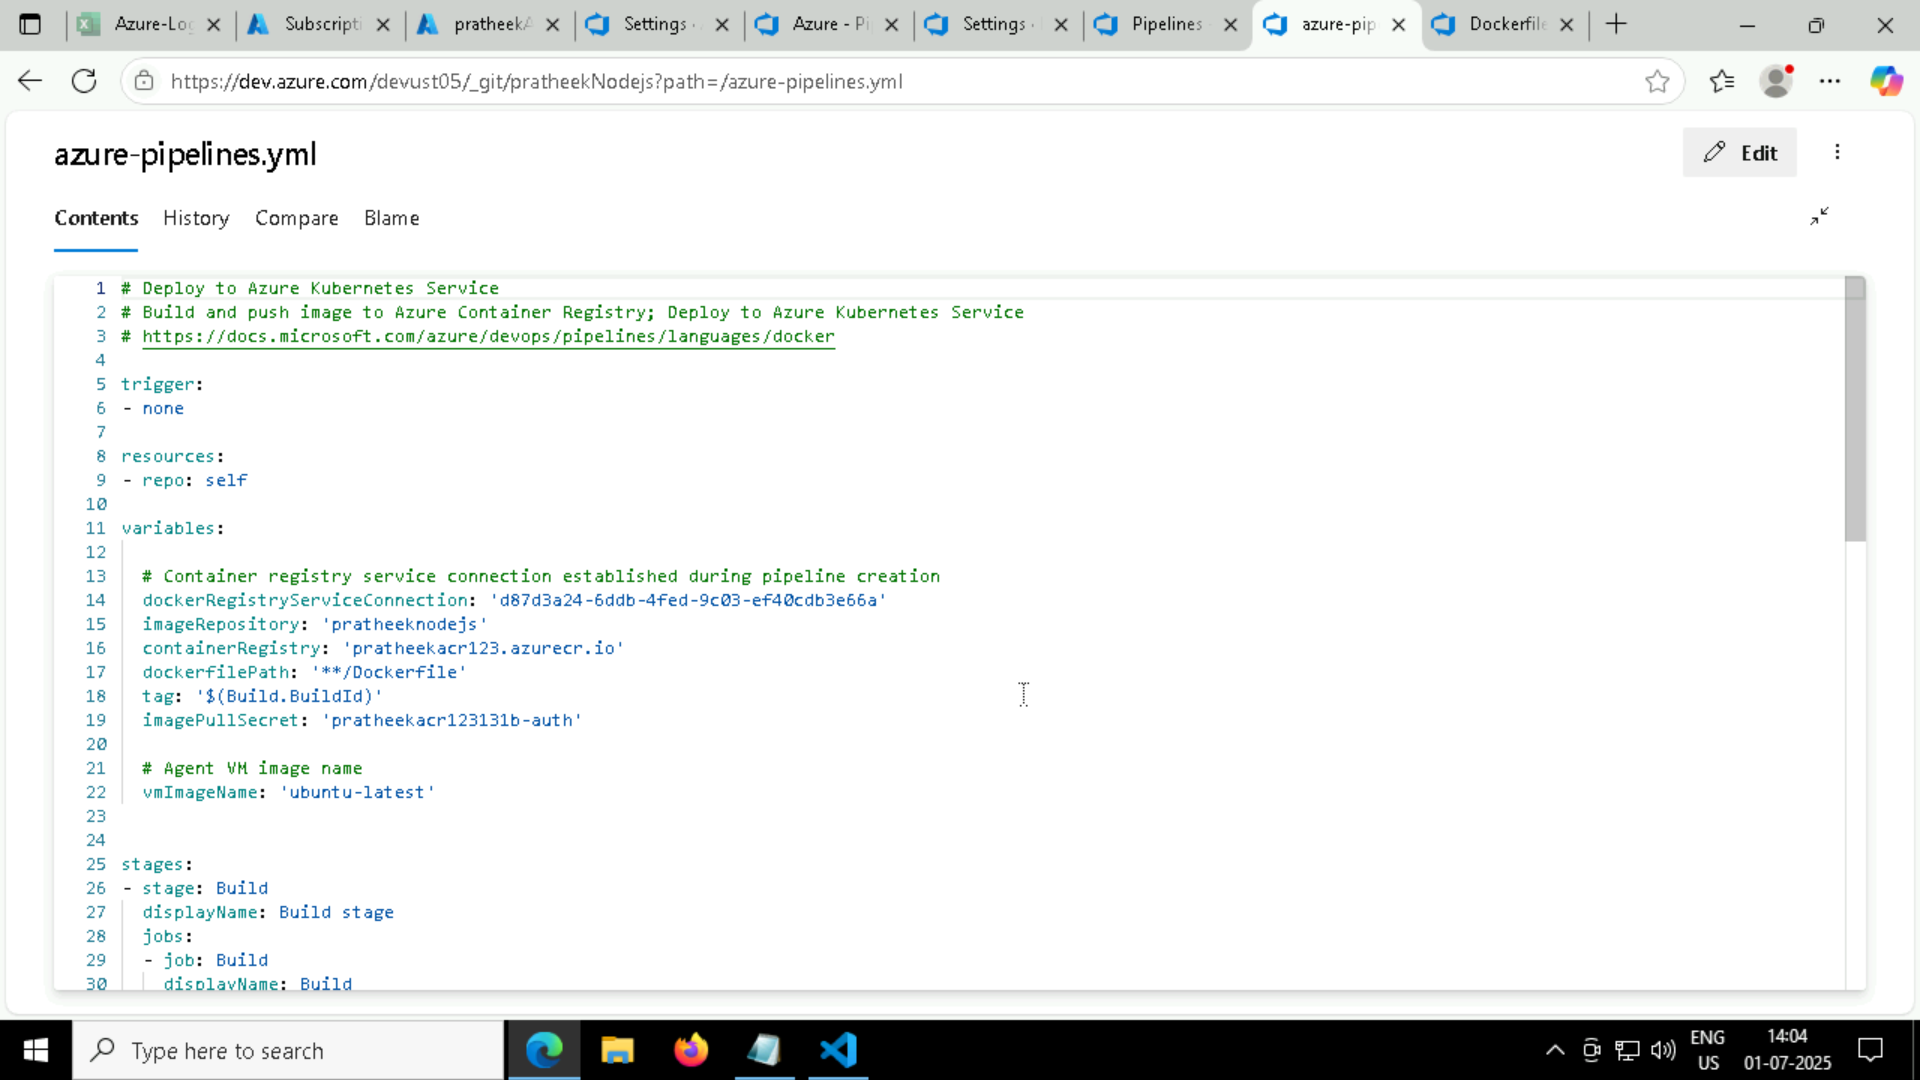 Azure-Log
Subscripti
pratheekA
Settings ·
Azure - Pi
Settings ·
Pipelines
azure-pip
Dockerfile
https://dev.azure.com/devust05/_git/pratheekNodejs?path=/azure-pipelines.yml
azure-pipelines.yml
Edit
Contents History Compare Blame
1 # Deploy to Azure Kubernetes Service
2 # Build and push image to Azure Container Registry; Deploy to Azure Kubernetes Service
3 # https://docs.microsoft.com/azure/devops/pipelines/languages/docker
4
5 trigger:
6 - none
7
8 resources:
9 - repo: self
10
11 variables:
12
13 # Container registry service connection established during pipeline creation
14 dockerRegistryServiceConnection: 'd87d3a24-6ddb-4fed-9c03-ef40cdb3e66a'
15 imageRepository: 'pratheeknodejs'
16 containerRegistry: 'pratheekacr123.azurecr.io'
17 dockerfilePath: '**/Dockerfile'
18 tag: '$(Build.BuildId)'
19 imagePullSecret: 'pratheekacr123131b-auth'
20
21 # Agent VM image name
22 vmImageName: 'ubuntu-latest'
23
24
25 stages:
26 - stage: Build
27 displayName: Build stage
28 jobs:
29 - job: Build
30 displayName: Build
Type here to search
ENG
US
14:04
01-07-2025